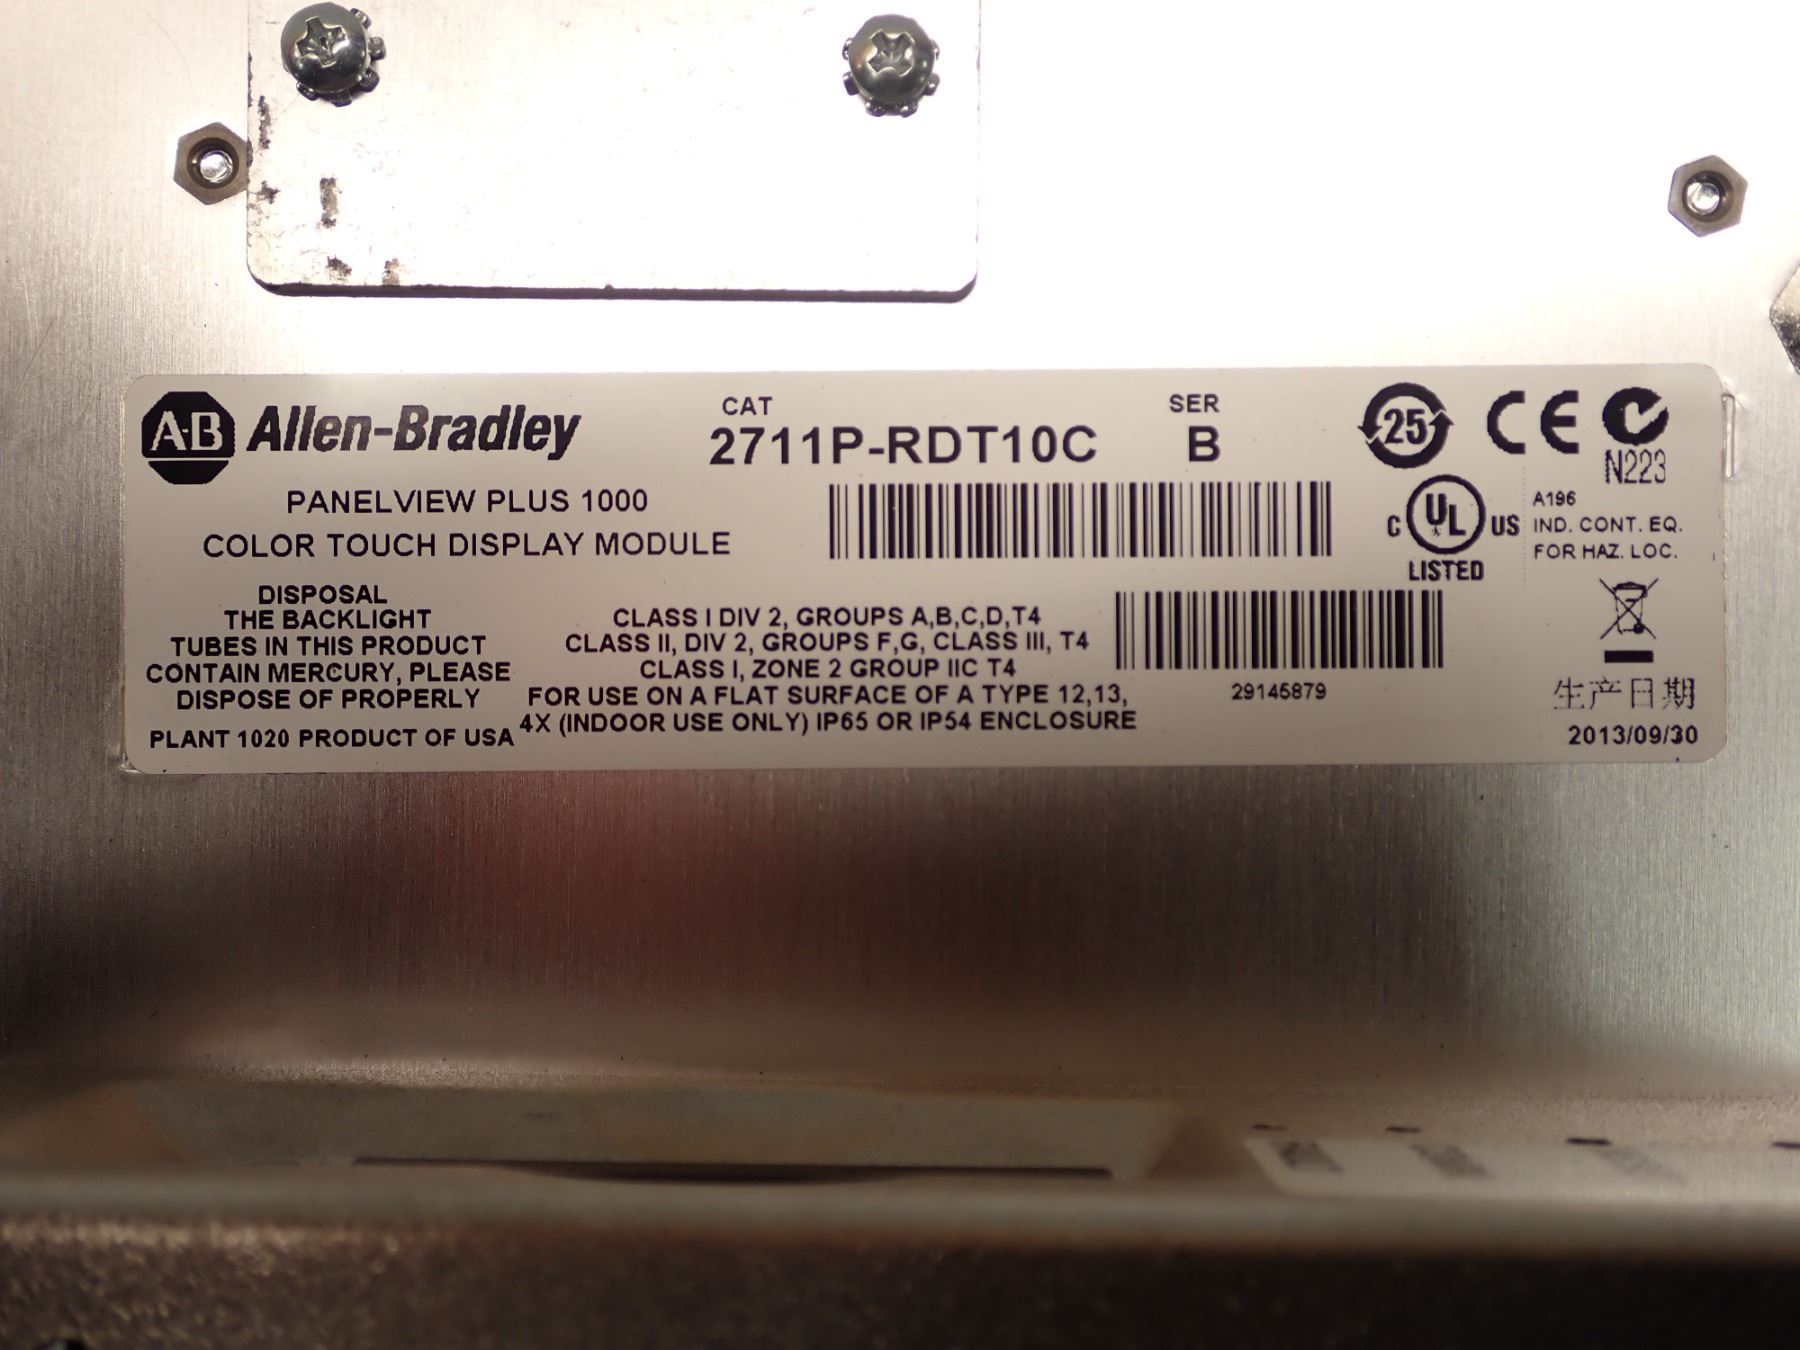 A-B Allen-Bradley
CAT
2711P-RDT10C
SER
B
25
CE
N223
PANELVIEW PLUS 1000
COLOR TOUCH DISPLAY MODULE
C UL US
LISTED
A196
IND. CONT. EQ.
FOR HAZ. LOC.
DISPOSAL
THE BACKLIGHT
TUBES IN THIS PRODUCT
CONTAIN MERCURY, PLEASE
DISPOSE OF PROPERLY
PLANT 1020 PRODUCT OF USA
CLASS I DIV 2, GROUPS A,B,C,D,T4
CLASS II, DIV 2, GROUPS F,G, CLASS III, T4
CLASS I, ZONE 2 GROUP IIC T4
FOR USE ON A FLAT SURFACE OF A TYPE 12,13,
4X (INDOOR USE ONLY) IP65 OR IP54 ENCLOSURE
29145879
生产日期
2013/09/30